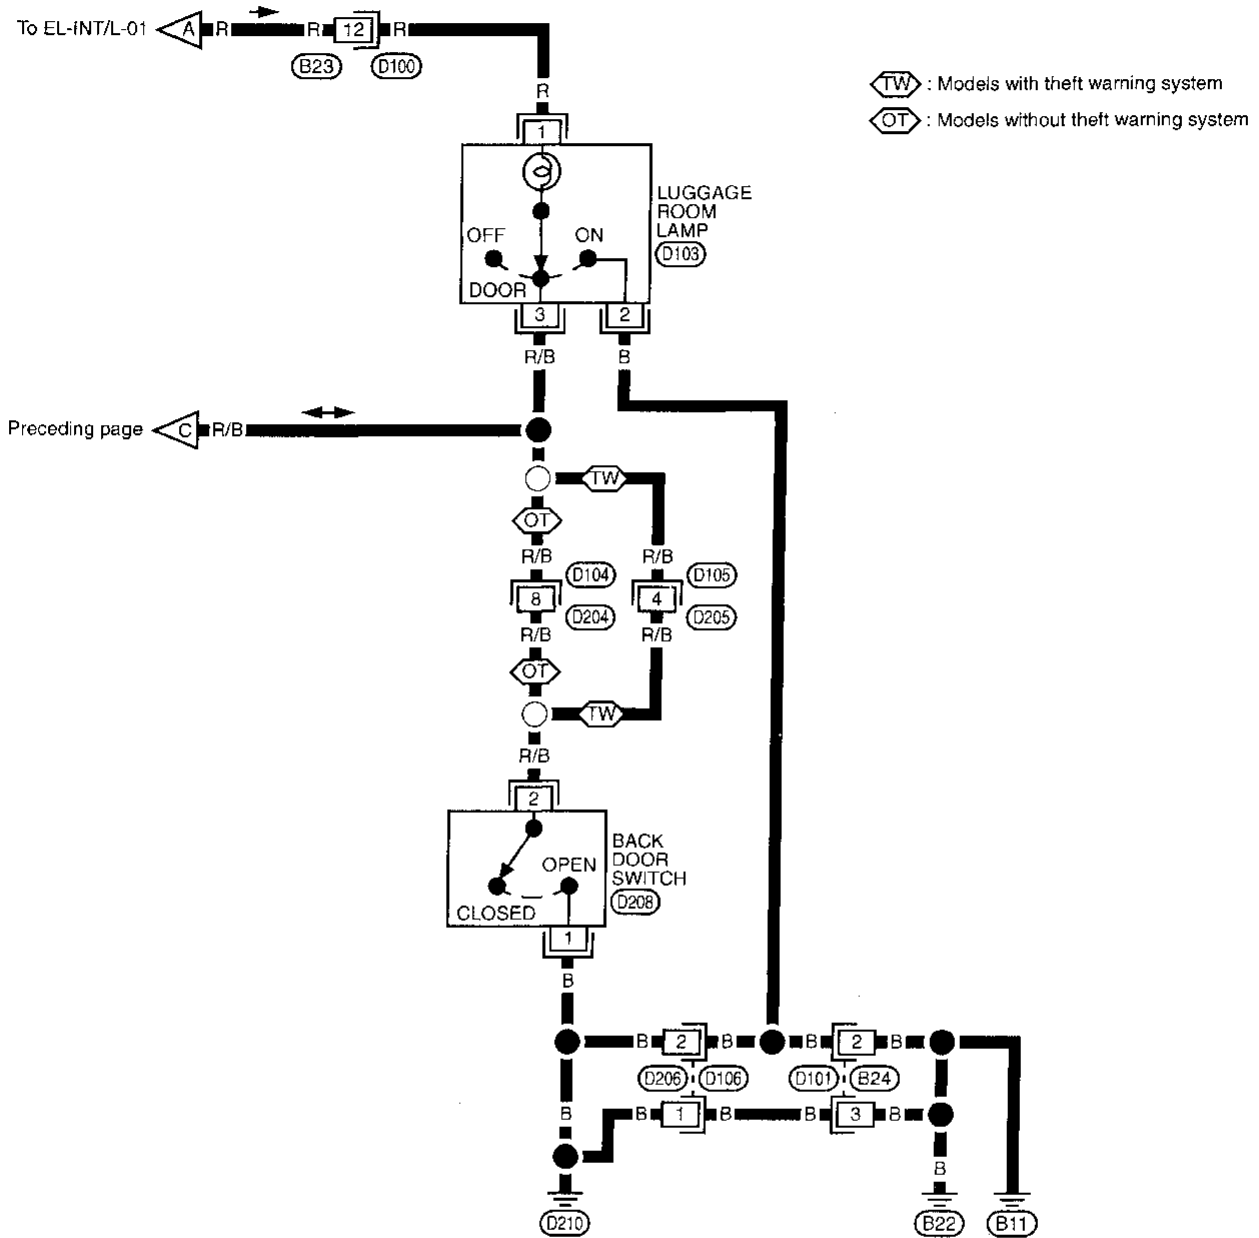 To EL-INT/L-01 A R R 12 R
B23 D100
TW : Models with theft warning system
OT : Models without theft warning system
R
1
LUGGAGE
ROOM
LAMP
D103
OFF ON
DOOR
3 2
R/B B
Preceding page C R/B
TW
OT
R/B R/B
D104 D105
8 4
D204 D205
R/B R/B
OT
TW
R/B
2
BACK
DOOR
SWITCH
D208
OPEN
CLOSED
1
B
B 2 B B 2 B
D206 D106 D101 B24
B B 1 B B 3 B
B
D210 B22 B11